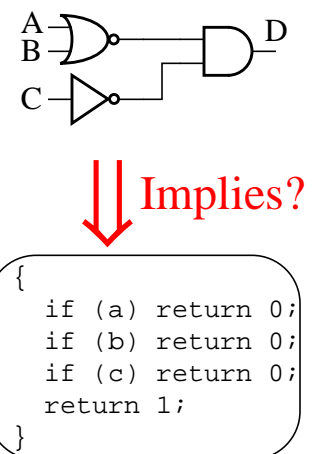 A
B
D
C
Implies?
{
if (a) return 0;
if (b) return 0;
if (c) return 0;
return 1;
}